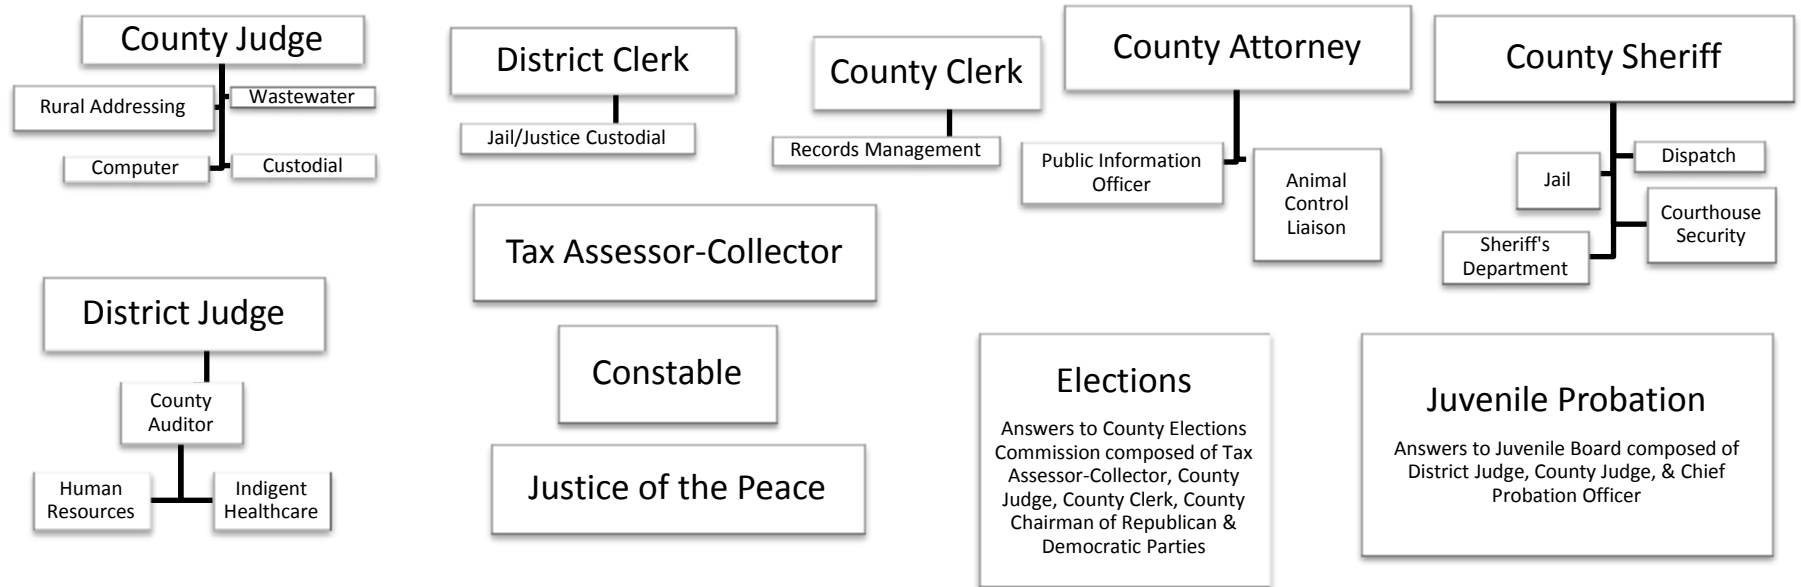 County Judge
Rural Addressing
Wastewater
Computer
Custodial
District Clerk
Jail/Justice Custodial
County Clerk
Records Management
County Attorney
Public Information
Officer
Animal
Control
Liaison
County Sheriff
Dispatch
Jail
Courthouse
Security
Sheriff's
Department
Tax Assessor-Collector
District Judge
County
Auditor
Human
Resources
Indigent
Healthcare
Constable
Justice of the Peace
Elections
Answers to County Elections
Commission composed of Tax
Assessor-Collector, County
Judge, County Clerk, County
Chairman of Republican &
Democratic Parties
Juvenile Probation
Answers to Juvenile Board composed of
District Judge, County Judge, & Chief
Probation Officer